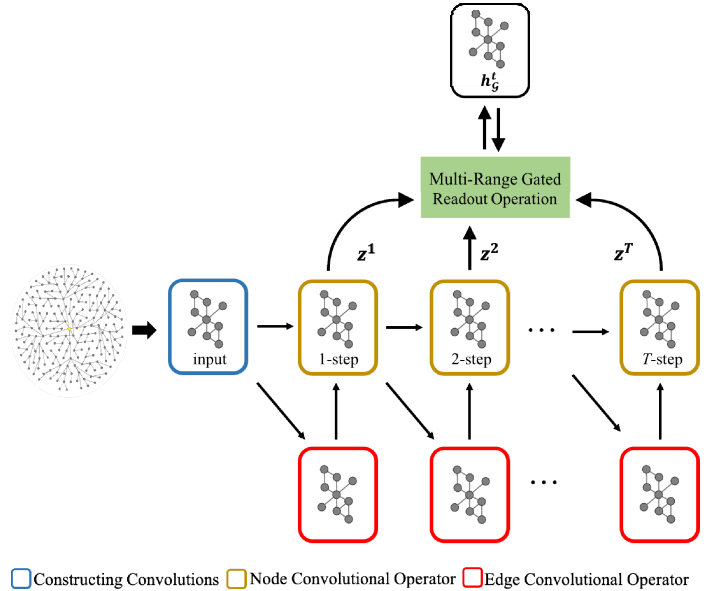 h_𝒢^t
Multi-Range Gated
Readout Operation
z^1
z^2
z^T
input
1-step
2-step
...
T-step
...
Constructing Convolutions
Node Convolutional Operator
Edge Convolutional Operator